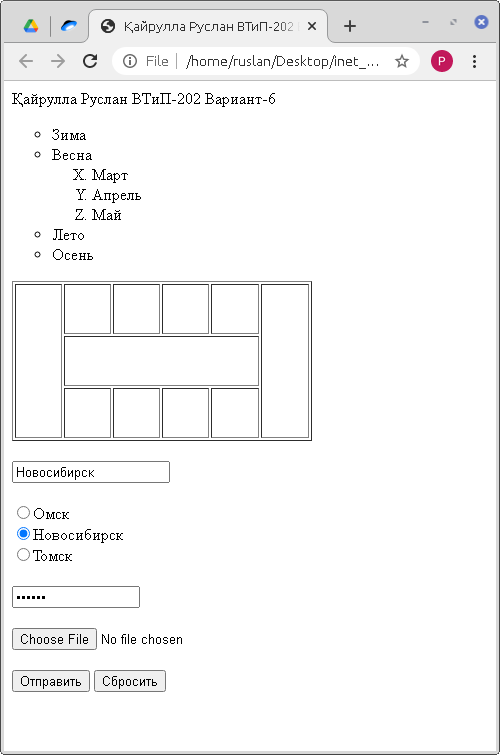 Қайрулла Руслан ВТиП-202
File | /home/ruslan/Desktop/inet_...
P
Қайрулла Руслан ВТиП-202 Вариант-6
Зима
Весна
X. Март
Y. Апрель
Z. Май
Лето
Осень
Новосибирск
Омск
Новосибирск
Томск
••••••
Choose File No file chosen
Отправить Сбросить